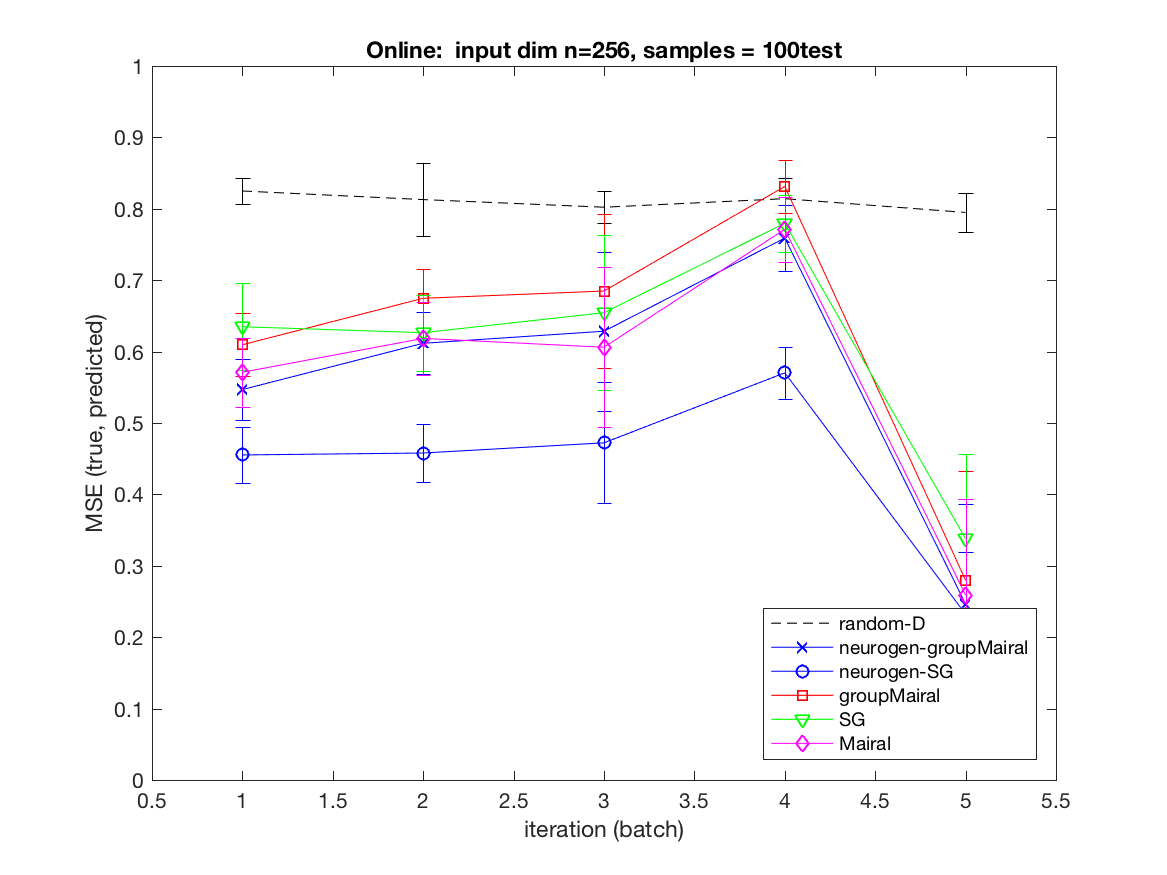 Online:  input dim n=256, samples = 100test
1
0.9
0.8
0.7
0.6
0.5
0.4
0.3
0.2
0.1
0
MSE (true, predicted)
random-D
neurogen-groupMairal
neurogen-SG
groupMairal
SG
Mairal
0.5 1 1.5 2 2.5 3 3.5 4 4.5 5 5.5
iteration (batch)